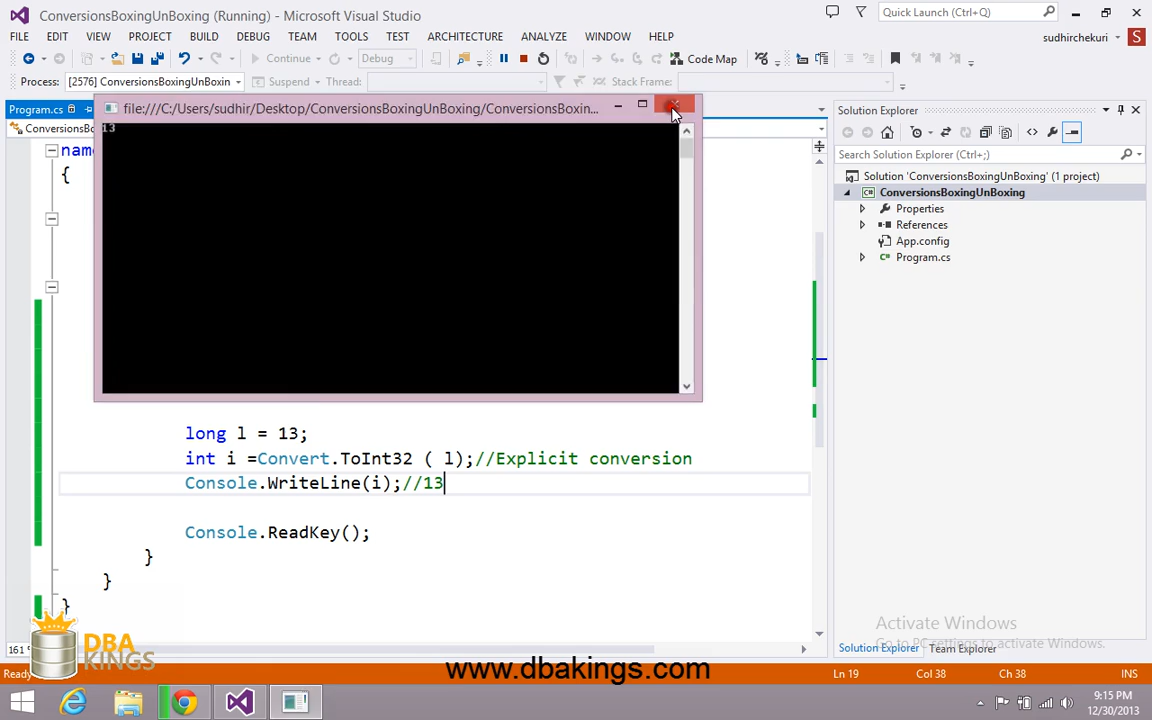 ConversionsBoxingUnBoxing (Running) - Microsoft Visual Studio
Quick Launch (Ctrl+Q)
FILE EDIT VIEW PROJECT BUILD DEBUG TEAM TOOLS TEST ARCHITECTURE ANALYZE WINDOW HELP
sudhirchekuri
S
Continue
Debug
Code Map
Process: [2576] ConversionsBoxingUnBoxin
Suspend
Thread:
Stack Frame:
Program.cs
file:///C:/Users/sudhir/Desktop/ConversionsBoxingUnBoxing/ConversionsBoxin...
13
Solution Explorer
ConversionsBo
Search Solution Explorer (Ctrl+;)
Solution 'ConversionsBoxingUnBoxing' (1 project)
ConversionsBoxingUnBoxing
Properties
References
App.config
Program.cs
nam
{
long l = 13;
int i =Convert.ToInt32 ( l);//Explicit conversion
Console.WriteLine(i);//13
Console.ReadKey();
}
}
}
Activate Windows
Go to PC settings to activate Windows.
Solution Explorer Team Explorer
161
DBA
KINGS
www.dbakings.com
Ready
Ln 19 Col 38 Ch 38 INS
9:15 PM
12/30/2013